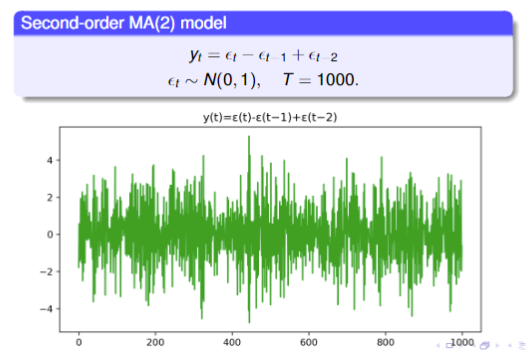 Second-order MA(2) model
yₜ = ϵₜ − ϵₜ₋₁ + ϵₜ₋₂
ϵₜ ∼ N(0, 1), T = 1000.
y(t)=ε(t)-ε(t−1)+ε(t−2)
4
2
0
−2
−4
0 200 400 600 800 1000